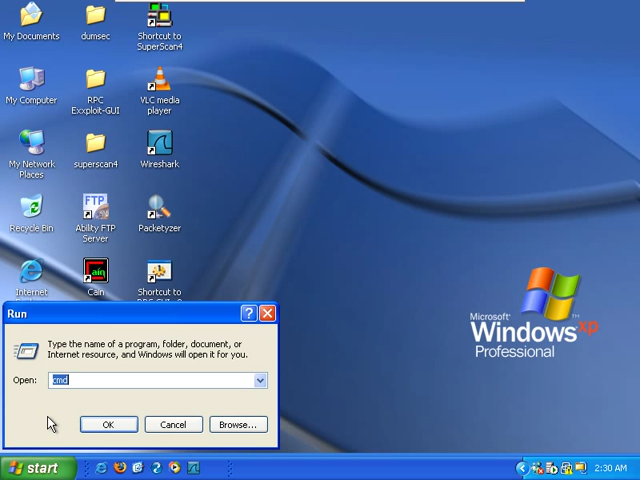 My Documents
dumsec
Shortcut to
SuperScan4
My Computer
RPC
Exxploit-GUI
VLC media
player
My Network
Places
superscan4
Wireshark
Recycle Bin
FTP
Ability FTP
Server
Packetyzer
Internet
Cain
Cain
Shortcut to
Run
Type the name of a program, folder, document, or
Internet resource, and Windows will open it for you.
Open:
cmd
OK
Cancel
Browse...
Microsoft®
Windows xp
Professional
start
2:30 AM